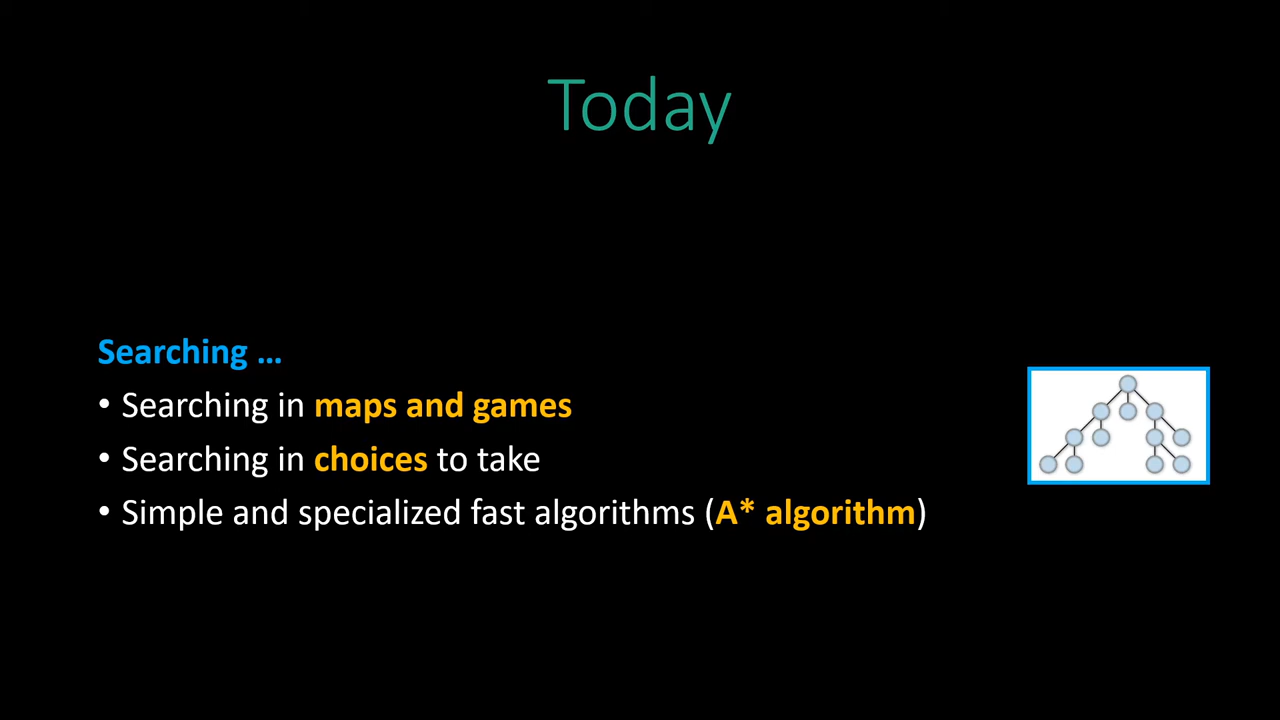 Today
Searching …
• Searching in maps and games
• Searching in choices to take
• Simple and specialized fast algorithms (A* algorithm)